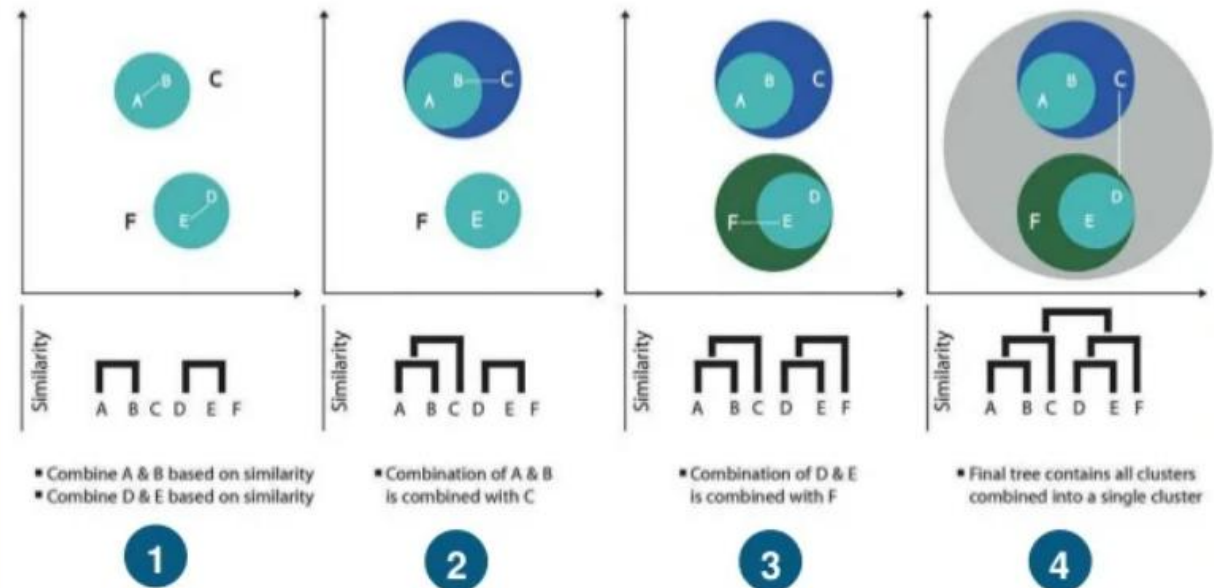 B
A
C
D
E
F
B
C
A
D
E
F
B
C
A
D
F
E
B
C
A
D
F
E
Similarity
A B C D E F
Similarity
A B C D E F
Similarity
A B C D E F
Similarity
A B C D E F
▪ Combine A & B based on similarity
▪ Combine D & E based on similarity
▪ Combination of A & B
is combined with C
▪ Combination of D & E
is combined with F
▪ Final tree contains all clusters
combined into a single cluster
1
2
3
4